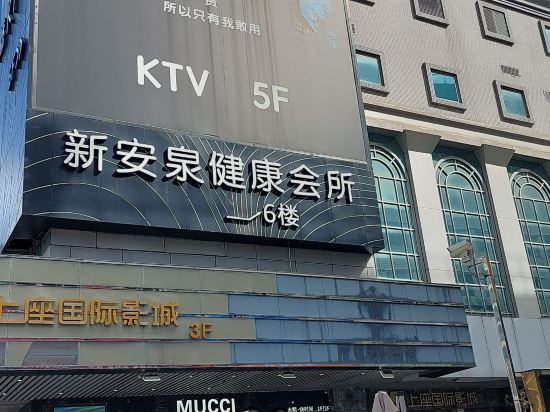 所以只有我敢用
KTV 5F
新安泉健康会所
6楼
上座国际影城 3F
MUCCI
上座国际影城